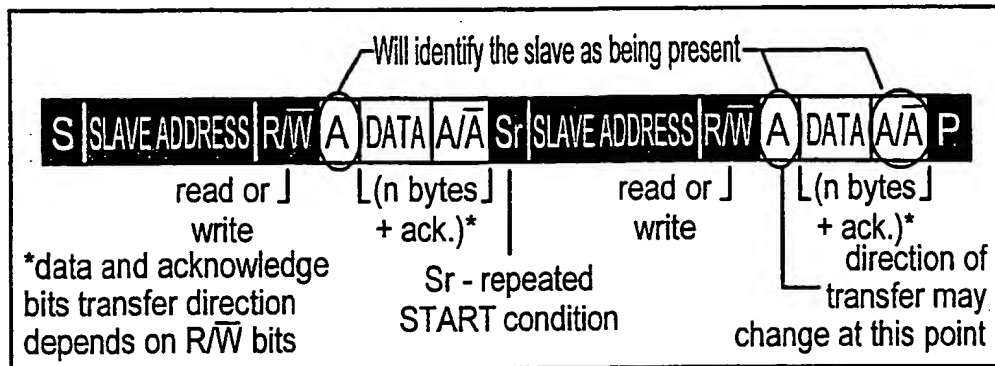 Will identify the slave as being present
S SLAVE ADDRESS R/W̅ A DATA A/A̅ Sr SLAVE ADDRESS R/W̅ A DATA A/A̅ P
read or write
(n bytes + ack.)*
read or write
(n bytes + ack.)*
*data and acknowledge
bits transfer direction
depends on R/W̅ bits
Sr - repeated
START condition
direction of
transfer may
change at this point